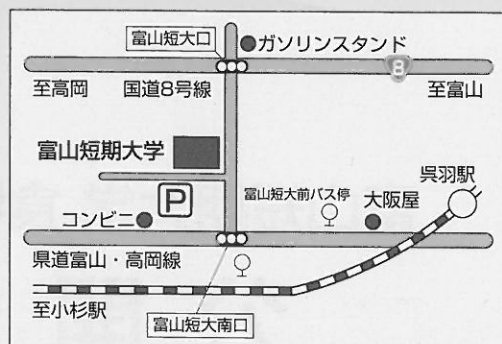 富山短大口
ガソリンスタンド
8
至高岡
国道8号線
至富山
富山短期大学
P
呉羽駅
富山短大前バス停
大阪屋
コンビニ
県道富山・高岡線
至小杉駅
富山短大南口